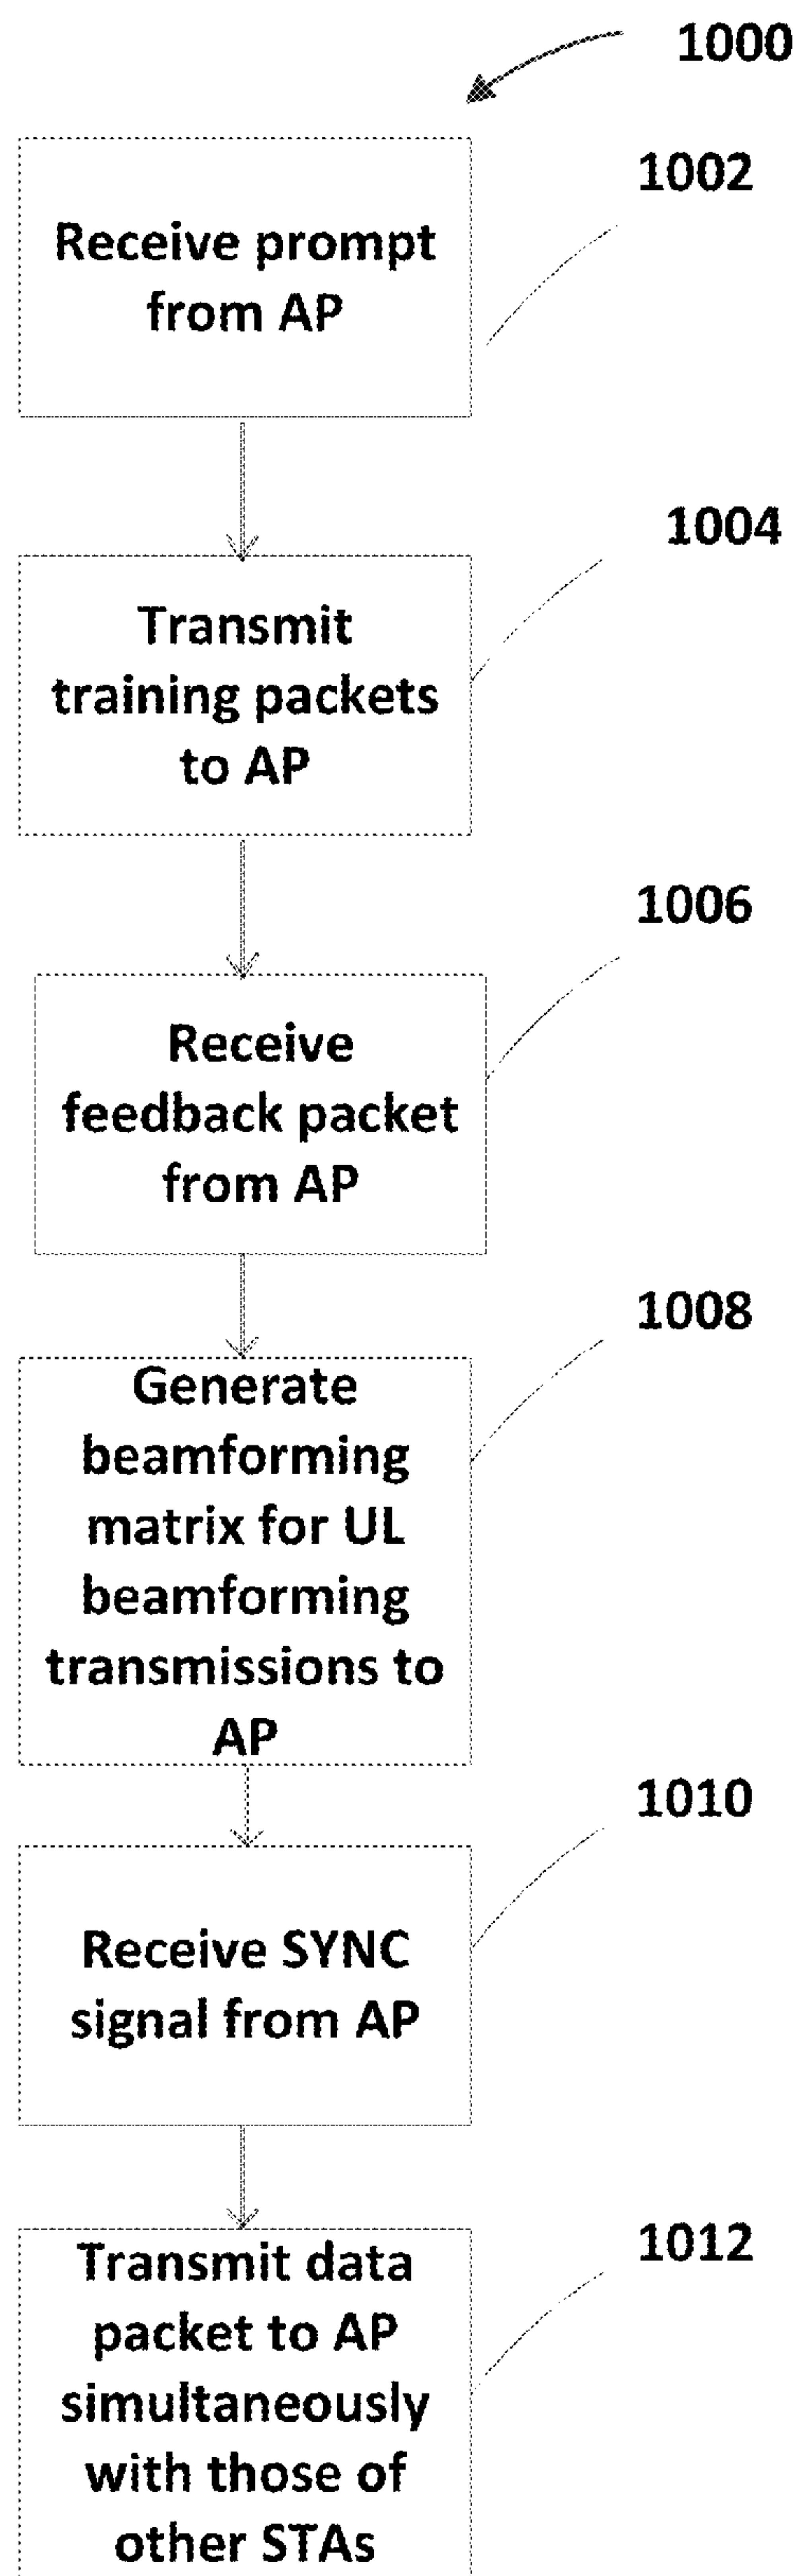 1000
1002
Receive prompt
from AP
1004
Transmit
training packets
to AP
1006
Receive
feedback packet
from AP
1008
Generate
beamforming
matrix for UL
beamforming
transmissions to
AP
1010
Receive SYNC
signal from AP
1012
Transmit data
packet to AP
simultaneously
with those of
other STAs